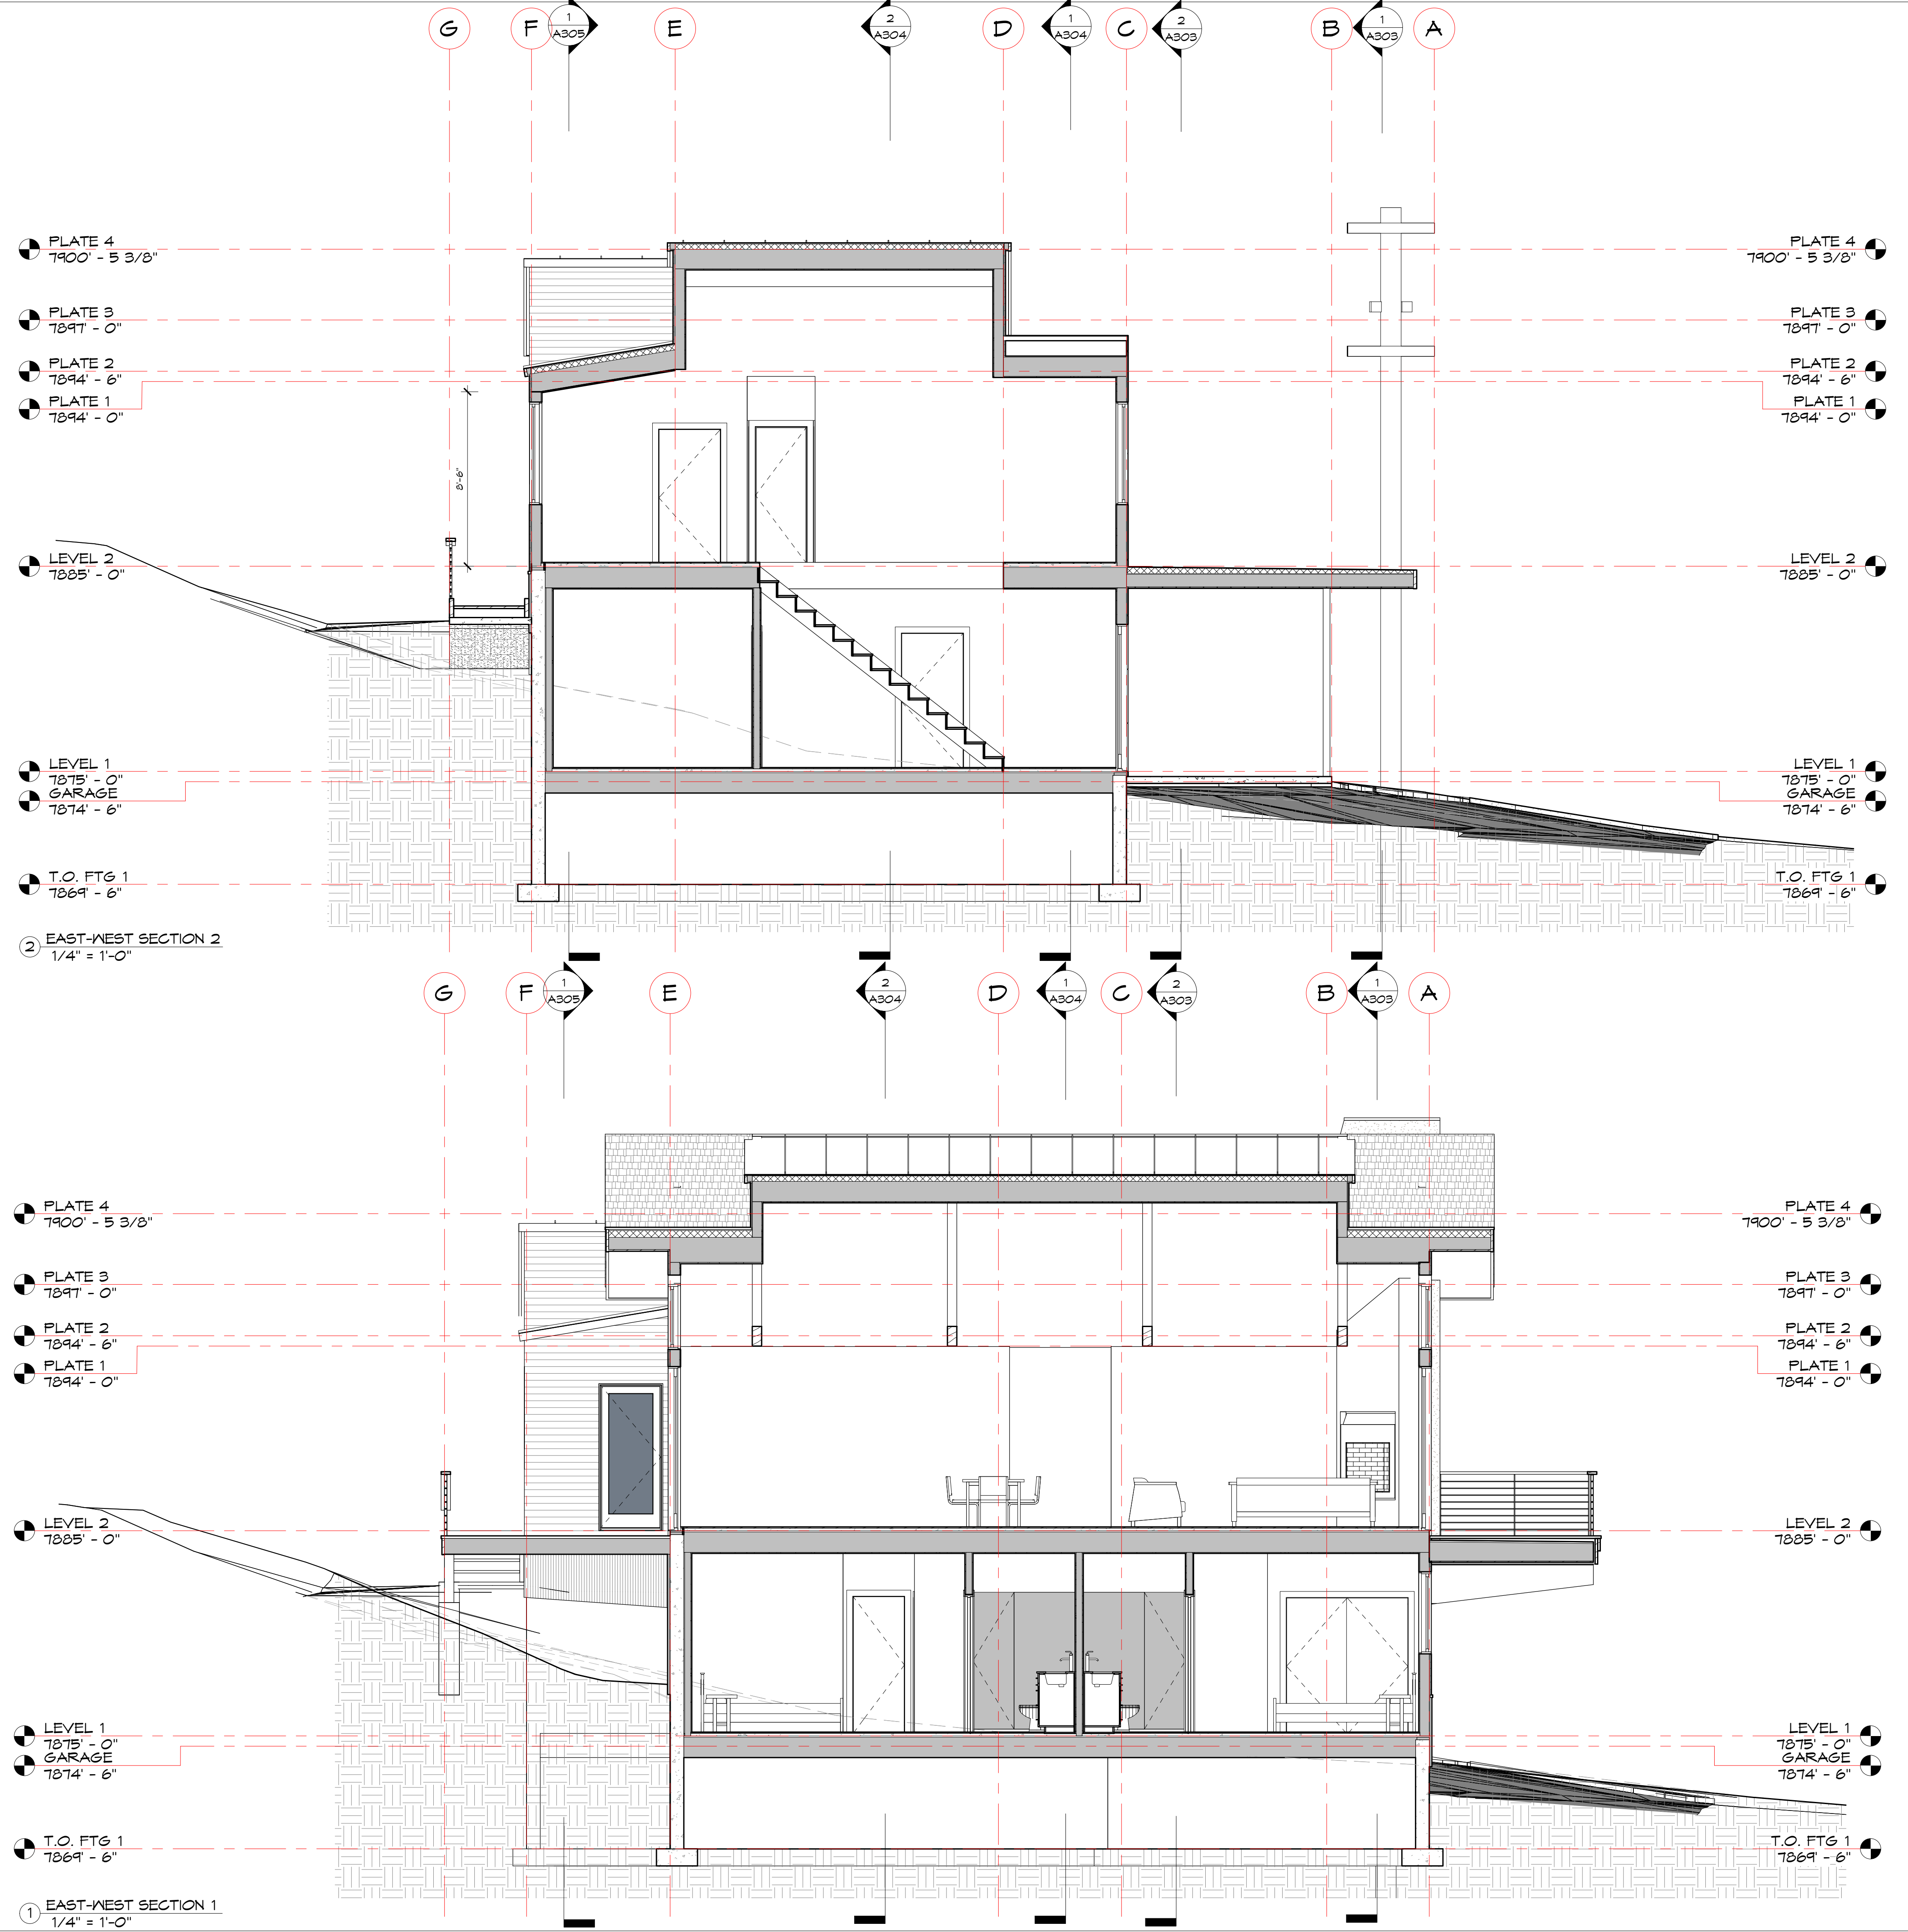 G F 1 E 2 D 1 C 2 B 1 A
A305 A304 A304 A303 A303
PLATE 4 PLATE 4
7900' - 5 3/8" 7900' - 5 3/8"
PLATE 3 PLATE 3
7897' - 0" 7897' - 0"
PLATE 2 PLATE 2
7894' - 6" 7894' - 6"
PLATE 1 PLATE 1
7894' - 0" 7894' - 0"
8'-6"
LEVEL 2 LEVEL 2
7885' - 0" 7885' - 0"
LEVEL 1 LEVEL 1
7875' - 0" 7875' - 0"
GARAGE GARAGE
7874' - 6" 7874' - 6"
T.O. FTG 1 T.O. FTG 1
7869' - 6" 7869' - 6"
2 EAST-WEST SECTION 2
1/4" = 1'-0"
G F 1 E 2 D 1 C 2 B 1 A
A305 A304 A304 A303 A303
PLATE 4 PLATE 4
7900' - 5 3/8" 7900' - 5 3/8"
PLATE 3 PLATE 3
7897' - 0" 7897' - 0"
PLATE 2 PLATE 2
7894' - 6" 7894' - 6"
PLATE 1 PLATE 1
7894' - 0" 7894' - 0"
LEVEL 2 LEVEL 2
7885' - 0" 7885' - 0"
LEVEL 1 LEVEL 1
7875' - 0" 7875' - 0"
GARAGE GARAGE
7874' - 6" 7874' - 6"
T.O. FTG 1 T.O. FTG 1
7869' - 6" 7869' - 6"
1 EAST-WEST SECTION 1
1/4" = 1'-0"